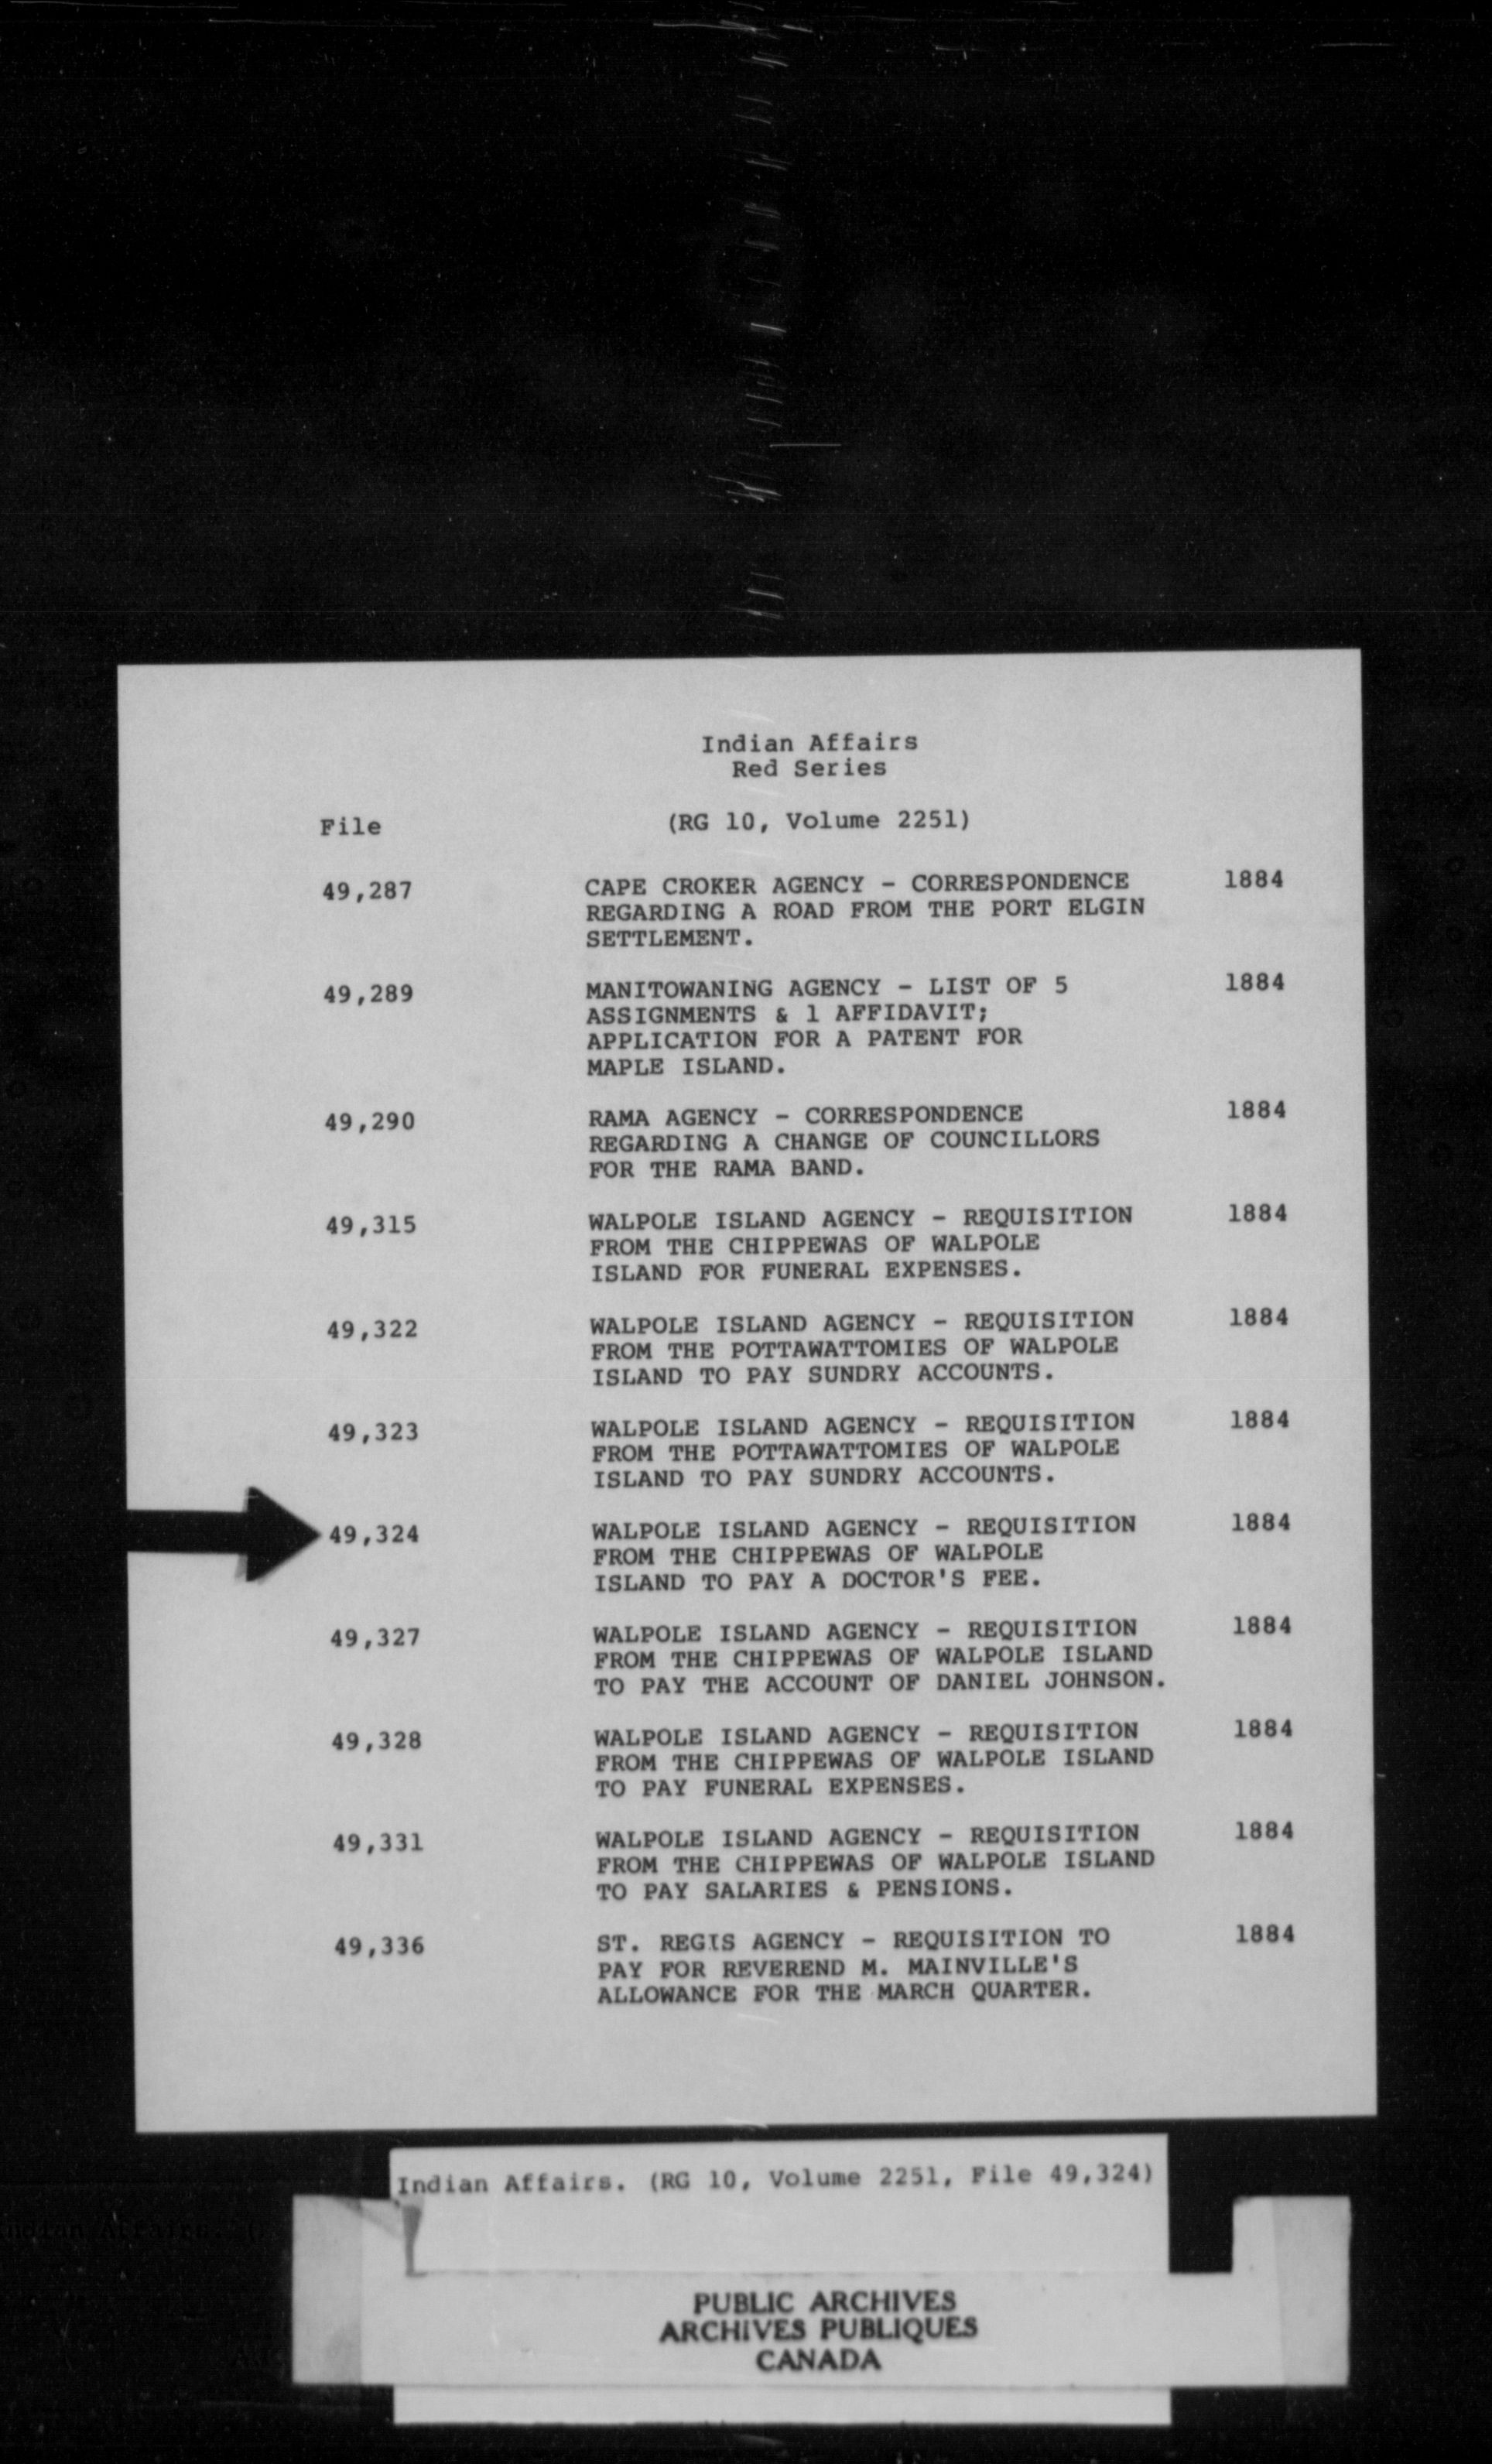 Indian Affairs
Red Series
File (RG 10, Volume 2251)
49,287 CAPE CROKER AGENCY - CORRESPONDENCE 1884
REGARDING A ROAD FROM THE PORT ELGIN
SETTLEMENT.
49,289 MANITOWANING AGENCY - LIST OF 5 1884
ASSIGNMENTS & 1 AFFIDAVIT;
APPLICATION FOR A PATENT FOR
MAPLE ISLAND.
49,290 RAMA AGENCY - CORRESPONDENCE 1884
REGARDING A CHANGE OF COUNCILLORS
FOR THE RAMA BAND.
49,315 WALPOLE ISLAND AGENCY - REQUISITION 1884
FROM THE CHIPPEWAS OF WALPOLE
ISLAND FOR FUNERAL EXPENSES.
49,322 WALPOLE ISLAND AGENCY - REQUISITION 1884
FROM THE POTTAWATTOMIES OF WALPOLE
ISLAND TO PAY SUNDRY ACCOUNTS.
49,323 WALPOLE ISLAND AGENCY - REQUISITION 1884
FROM THE POTTAWATTOMIES OF WALPOLE
ISLAND TO PAY SUNDRY ACCOUNTS.
49,324 WALPOLE ISLAND AGENCY - REQUISITION 1884
FROM THE CHIPPEWAS OF WALPOLE
ISLAND TO PAY A DOCTOR'S FEE.
49,327 WALPOLE ISLAND AGENCY - REQUISITION 1884
FROM THE CHIPPEWAS OF WALPOLE ISLAND
TO PAY THE ACCOUNT OF DANIEL JOHNSON.
49,328 WALPOLE ISLAND AGENCY - REQUISITION 1884
FROM THE CHIPPEWAS OF WALPOLE ISLAND
TO PAY FUNERAL EXPENSES.
49,331 WALPOLE ISLAND AGENCY - REQUISITION 1884
FROM THE CHIPPEWAS OF WALPOLE ISLAND
TO PAY SALARIES & PENSIONS.
49,336 ST. REGIS AGENCY - REQUISITION TO 1884
PAY FOR REVEREND M. MAINVILLE'S
ALLOWANCE FOR THE MARCH QUARTER.
Indian Affairs. (RG 10, Volume 2251, File 49,324)
PUBLIC ARCHIVES
ARCHIVES PUBLIQUES
CANADA